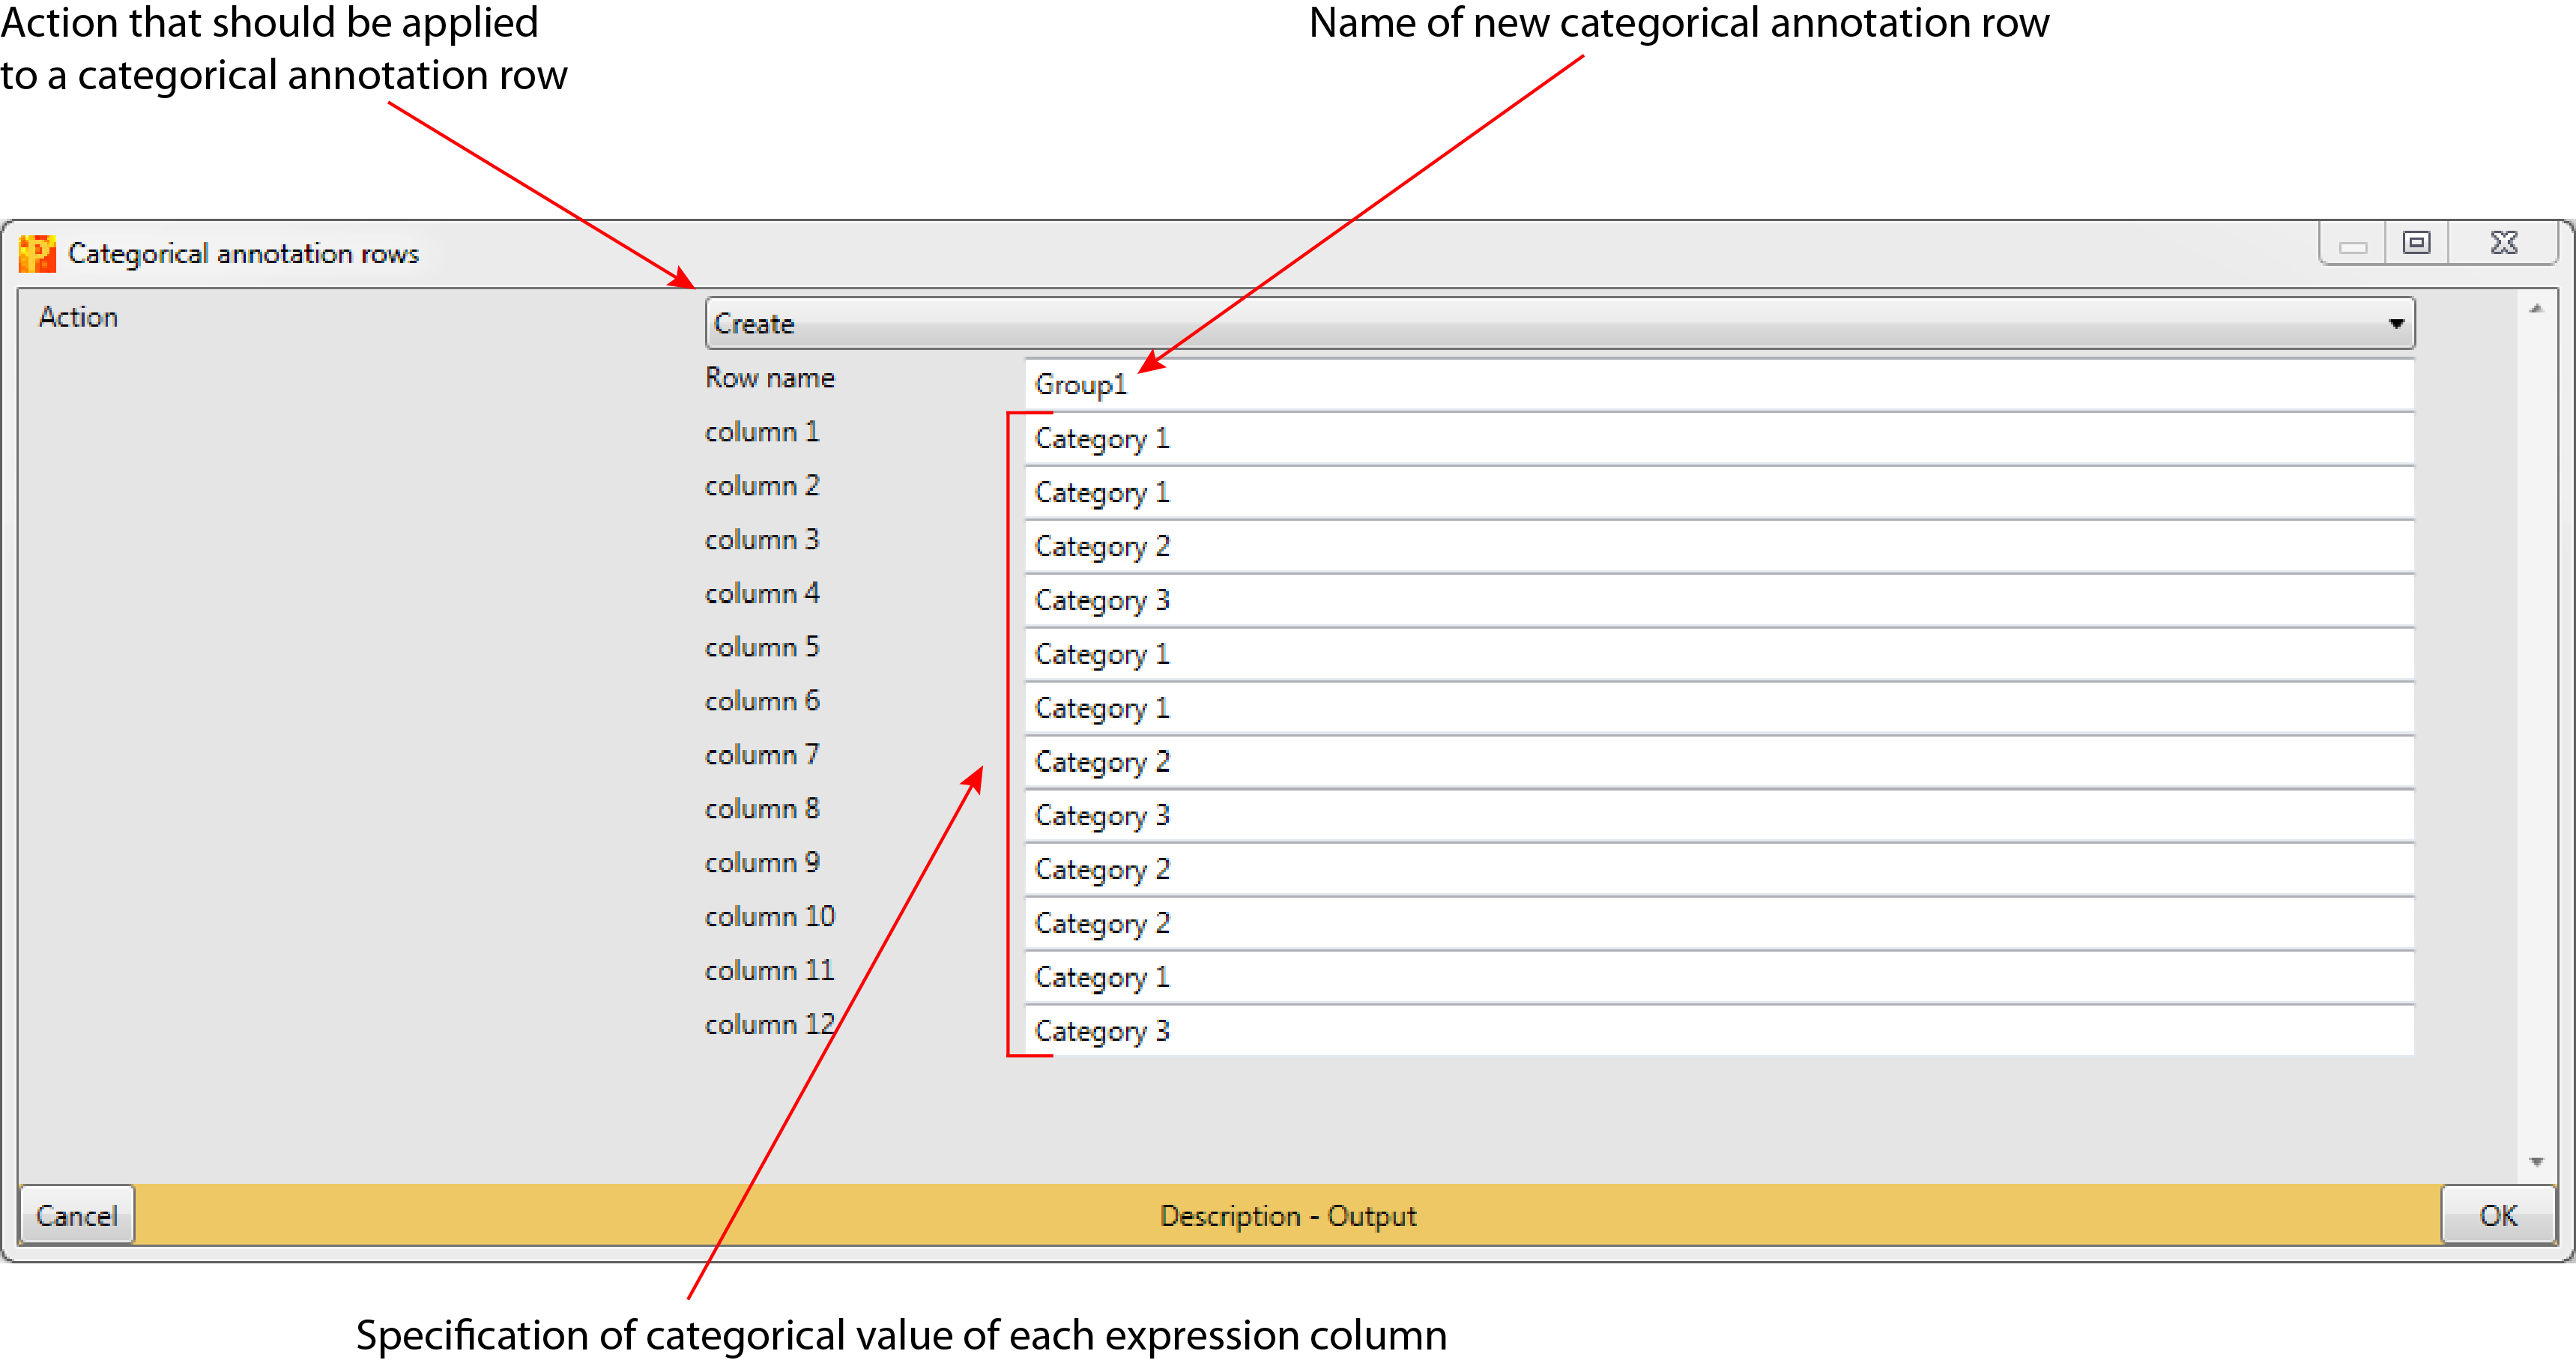 Action that should be applied
to a categorical annotation row
Name of new categorical annotation row
Categorical annotation rows
Action
Create
Row name
Group1
column 1
Category 1
column 2
Category 1
column 3
Category 2
column 4
Category 3
column 5
Category 1
column 6
Category 1
column 7
Category 2
column 8
Category 3
column 9
Category 2
column 10
Category 2
column 11
Category 1
column 12
Category 3
Cancel
Description - Output
OK
Specification of categorical value of each expression column